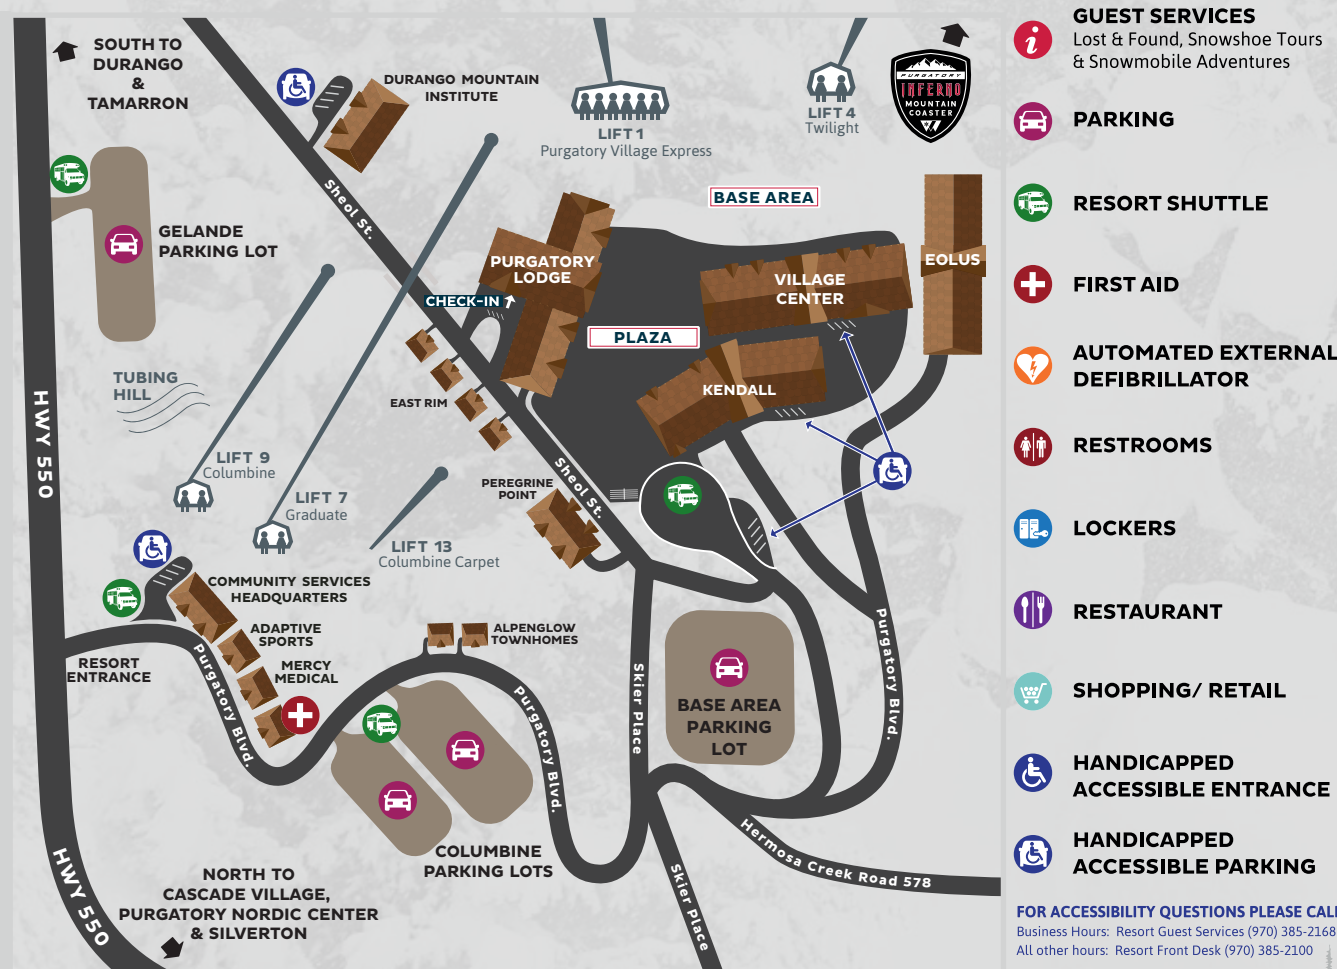 SOUTH TO
DURANGO
&
TAMARRON
DURANGO MOUNTAIN
INSTITUTE
LIFT 1
Purgatory Village Express
LIFT 4
Twilight
PURGATORY
INFERNO
MOUNTAIN
COASTER
BASE AREA
Sheol St.
GELANDE
PARKING LOT
PURGATORY
LODGE
CHECK-IN
VILLAGE
CENTER
EOLUS
PLAZA
KENDALL
TUBING
HILL
EAST RIM
HWY 550
LIFT 9
Columbine
LIFT 7
Graduate
PEREGRINE
POINT
Sheol St.
LIFT 13
Columbine Carpet
COMMUNITY SERVICES
HEADQUARTERS
ADAPTIVE
SPORTS
MERCY
MEDICAL
ALPENGLOW
TOWNHOMES
RESORT
ENTRANCE
Purgatory Blvd.
Purgatory Blvd.
Skier Place
BASE AREA
PARKING
LOT
Purgatory Blvd.
COLUMBINE
PARKING LOTS
Hermosa Creek Road 578
Skier Place
HWY 550
NORTH TO
CASCADE VILLAGE,
PURGATORY NORDIC CENTER
& SILVERTON
i
GUEST SERVICES
Lost & Found, Snowshoe Tours
& Snowmobile Adventures
PARKING
RESORT SHUTTLE
FIRST AID
AUTOMATED EXTERNAL
DEFIBRILLATOR
RESTROOMS
LOCKERS
RESTAURANT
SHOPPING/ RETAIL
HANDICAPPED
ACCESSIBLE ENTRANCE
HANDICAPPED
ACCESSIBLE PARKING
FOR ACCESSIBILITY QUESTIONS PLEASE CALL
Business Hours: Resort Guest Services (970) 385-2168
All other hours: Resort Front Desk (970) 385-2100